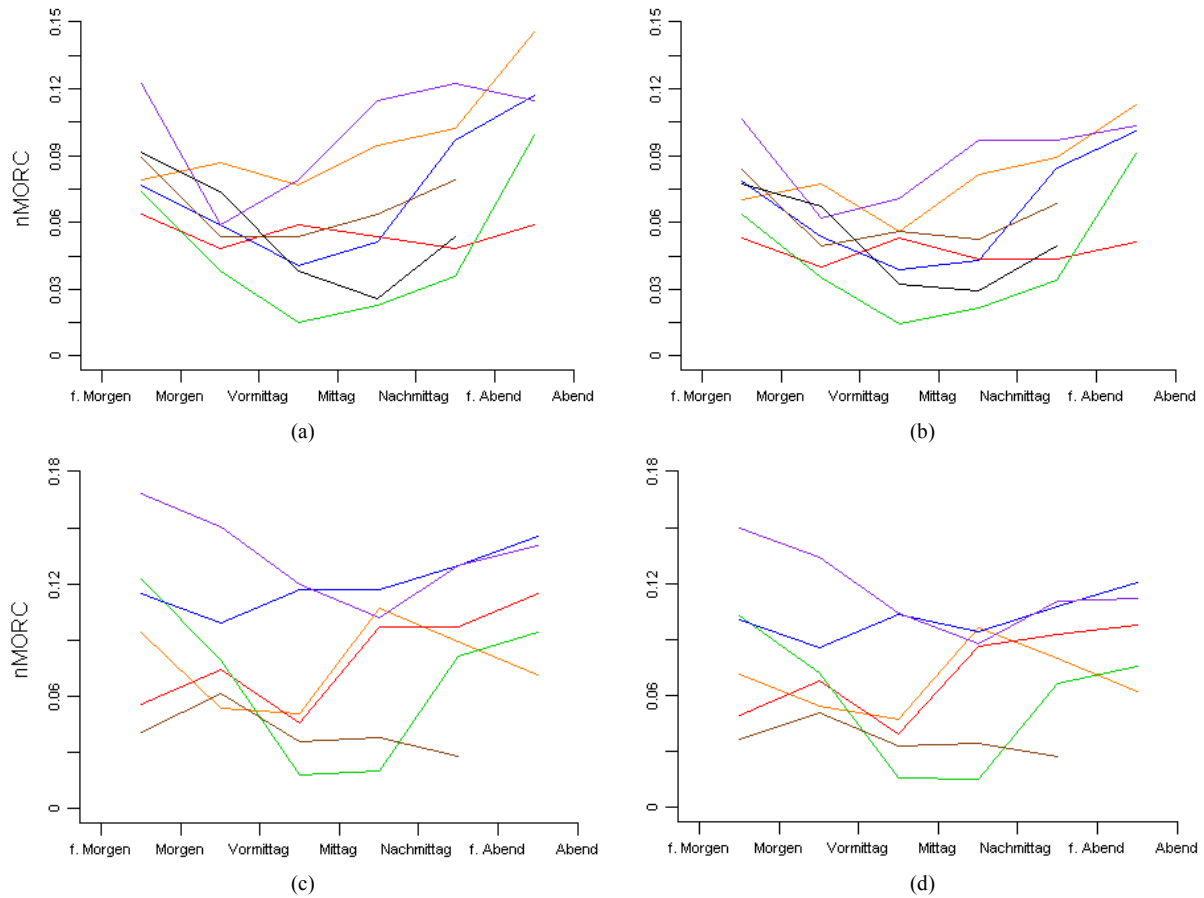 0.15
0.12
0.09
0.06
0.03
0
nMORC
f. Morgen Morgen Vormittag Mittag Nachmittag f. Abend Abend
(a)
0.15
0.12
0.09
0.06
0.03
0
f. Morgen Morgen Vormittag Mittag Nachmittag f. Abend Abend
(b)
0.18
0.12
0.06
0
nMORC
f. Morgen Morgen Vormittag Mittag Nachmittag f. Abend Abend
(c)
0.18
0.12
0.06
0
f. Morgen Morgen Vormittag Mittag Nachmittag f. Abend Abend
(d)